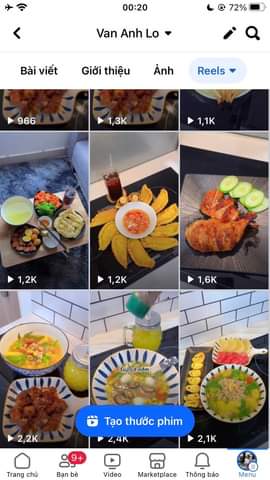 00:20
72%
Van Anh Lo
Bài viết
Giới thiệu
Ảnh
Reels
966
1,3K
1,1K
1,2K
1,2K
1,6K
2,2K
2,4K
2,1K
Tạo thước phim
9+
Trang chủ
Bạn bè
Video
Marketplace
Thông báo
Menu